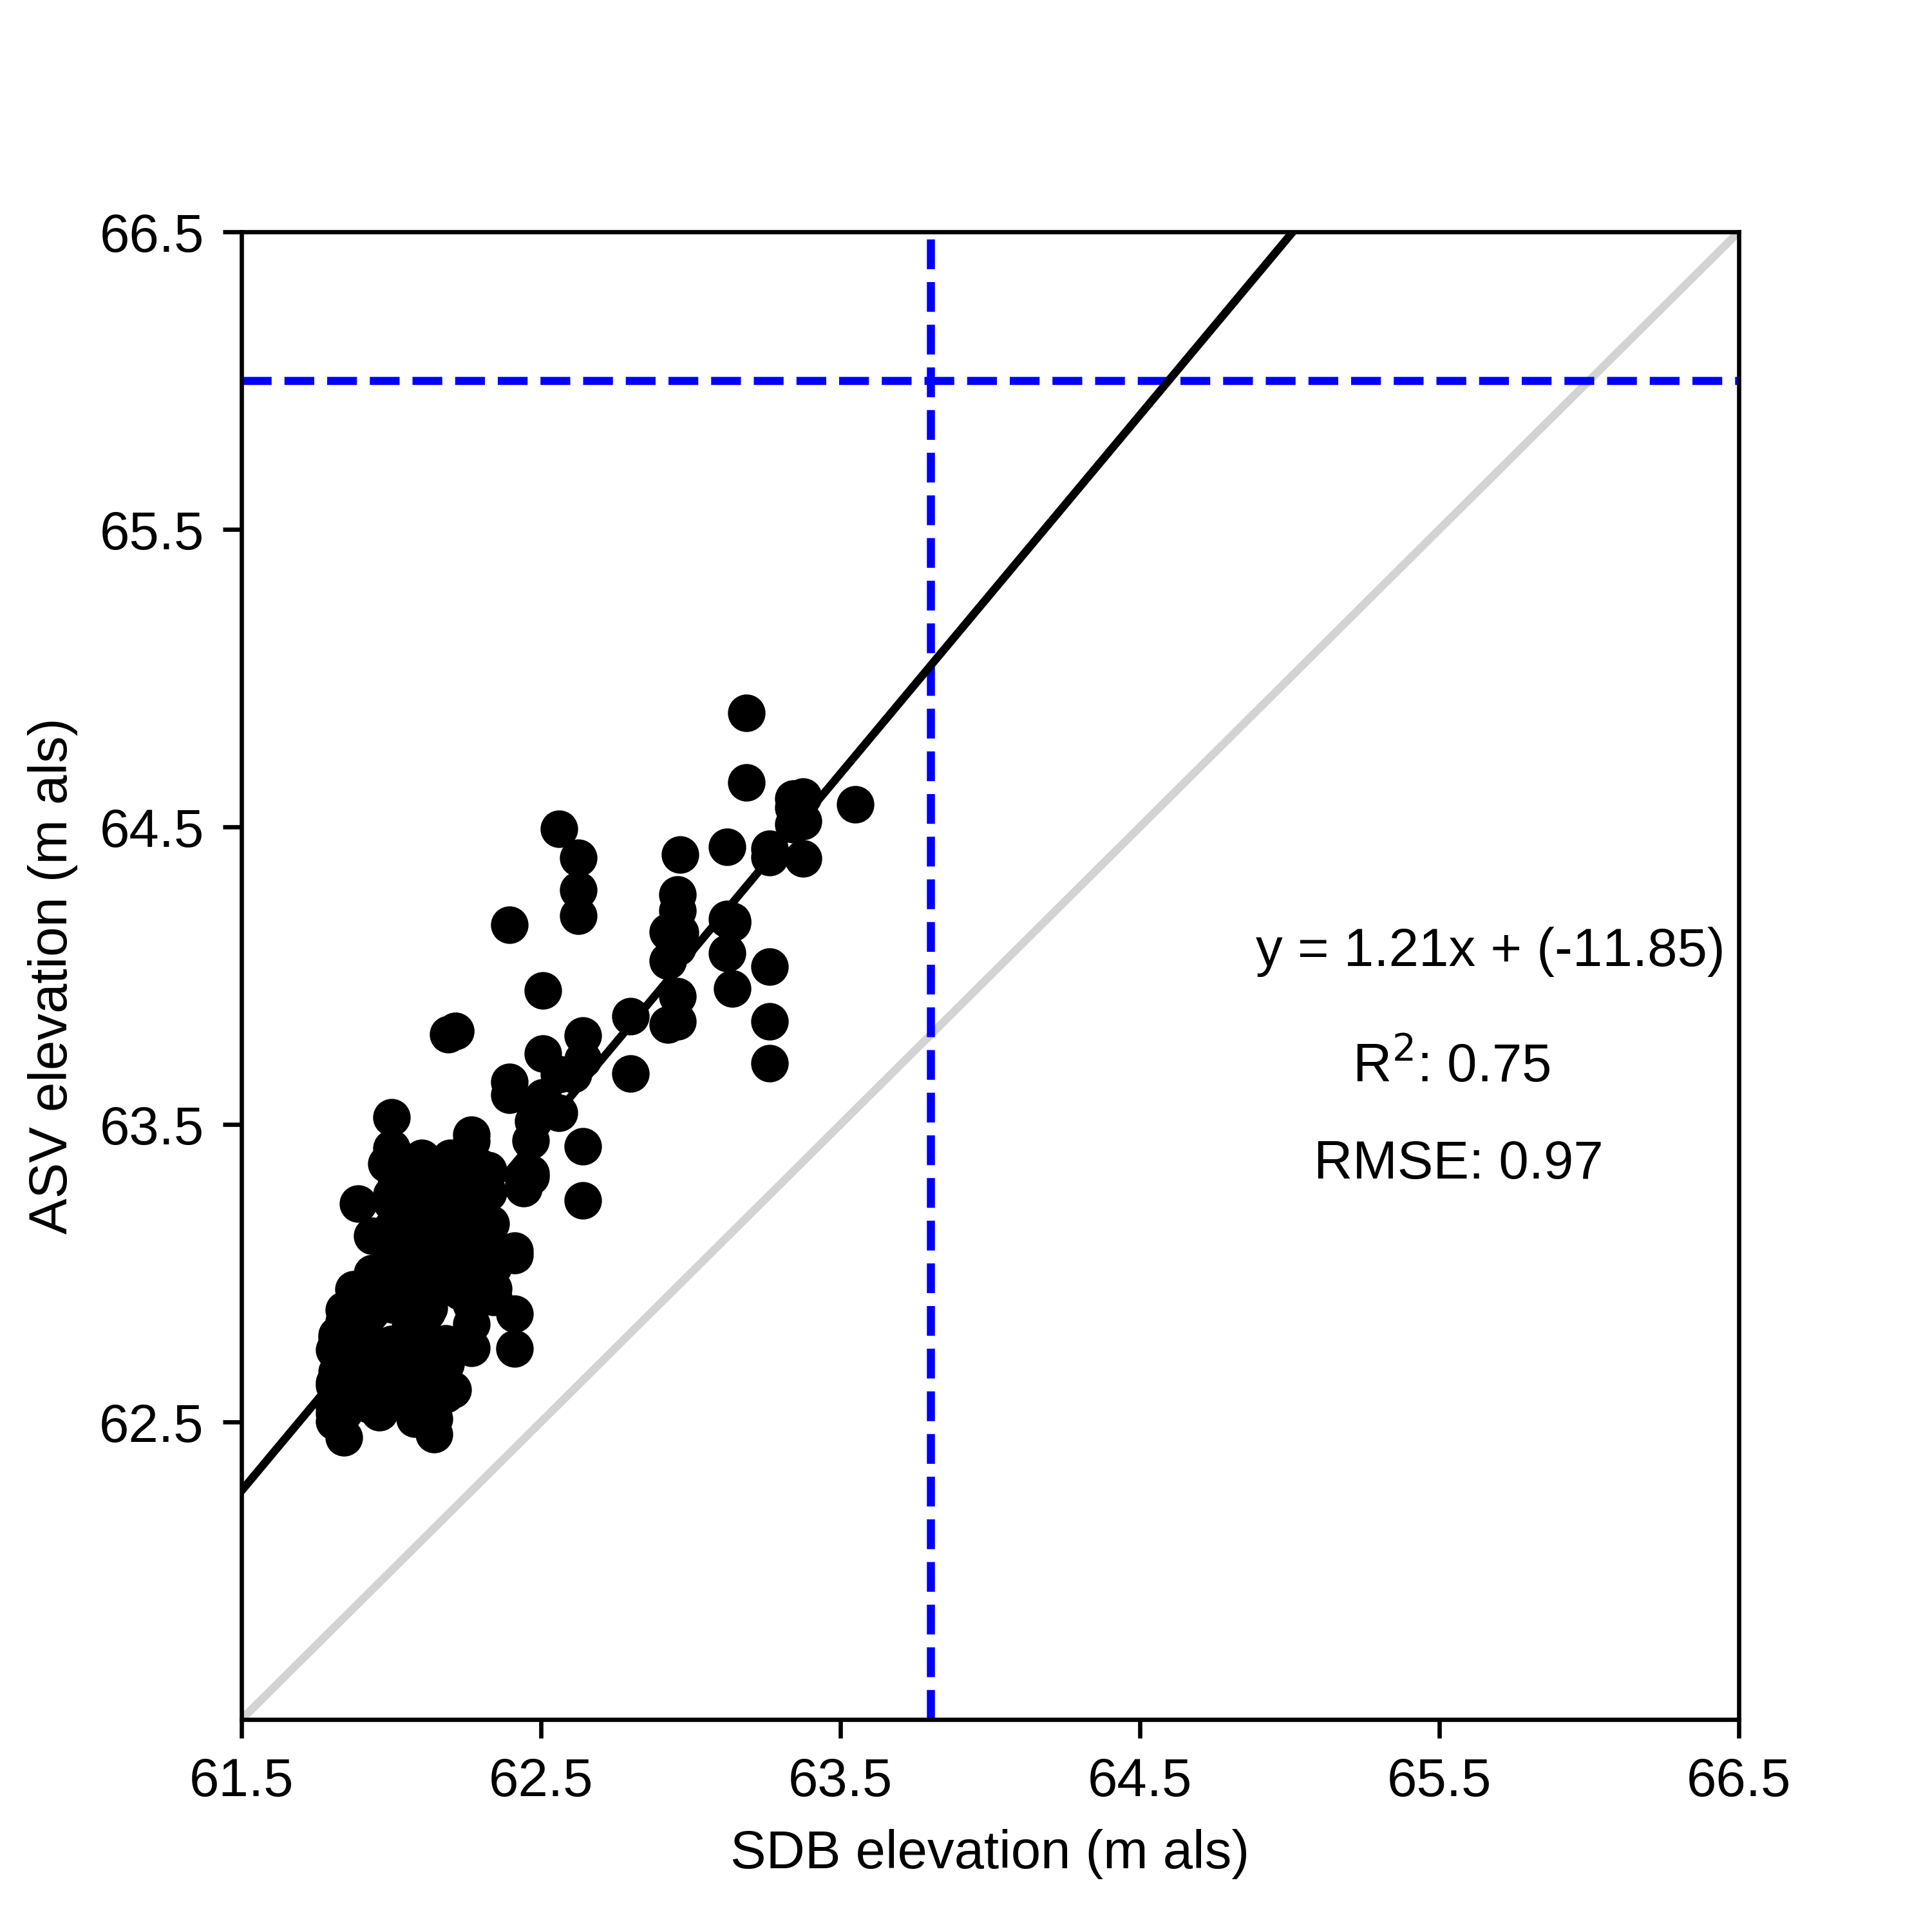 66.5
65.5
64.5
63.5
62.5
ASV elevation (m als)
y = 1.21x + (-11.85)
R²: 0.75
RMSE: 0.97
61.5 62.5 63.5 64.5 65.5 66.5
SDB elevation (m als)